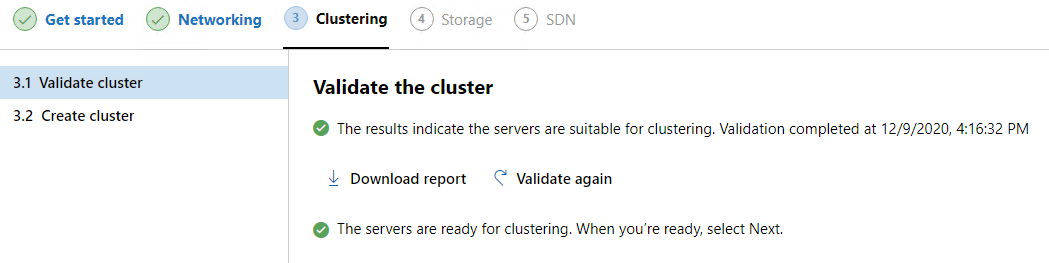 Get started Networking 3 Clustering 4 Storage 5 SDN
3.1 Validate cluster
3.2 Create cluster
Validate the cluster
The results indicate the servers are suitable for clustering. Validation completed at 12/9/2020, 4:16:32 PM
Download report Validate again
The servers are ready for clustering. When you're ready, select Next.